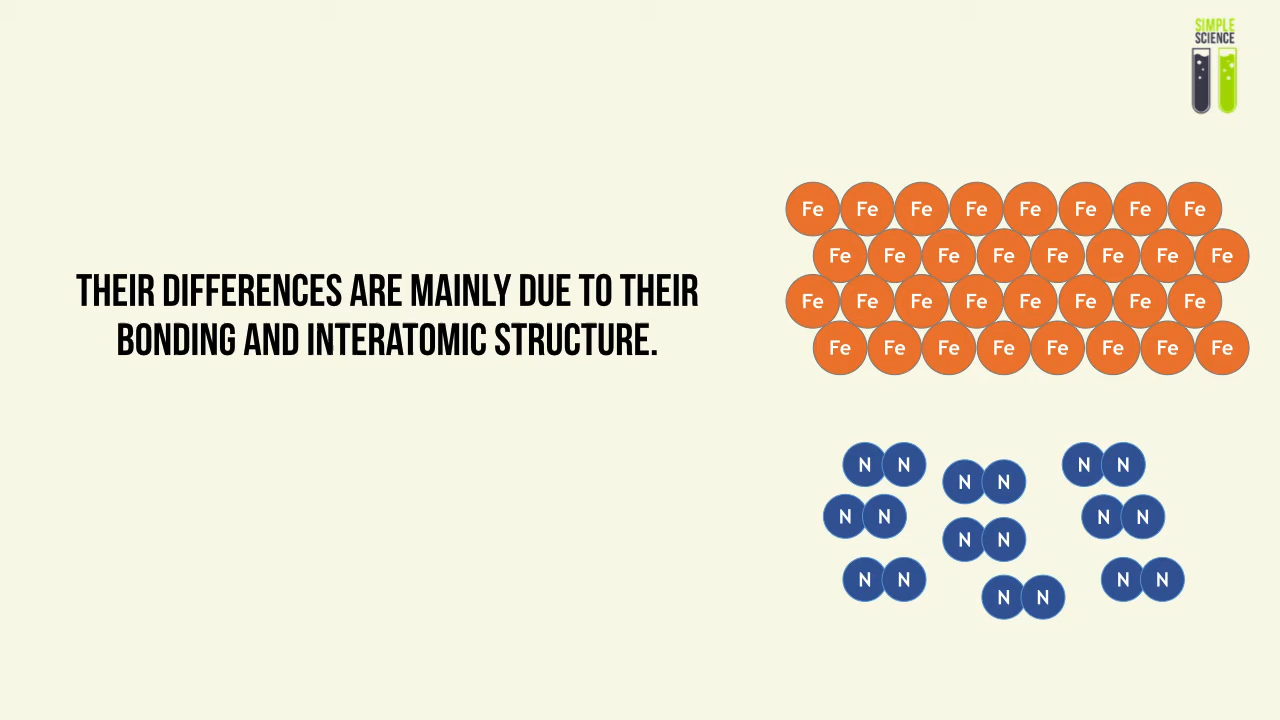 SIMPLE
SCIENCE
THEIR DIFFERENCES ARE MAINLY DUE TO THEIR
BONDING AND INTERATOMIC STRUCTURE.
Fe Fe Fe Fe Fe Fe Fe Fe
Fe Fe Fe Fe Fe Fe Fe Fe
Fe Fe Fe Fe Fe Fe Fe Fe
Fe Fe Fe Fe Fe Fe Fe Fe
N N N N
N N
N N N N
N N
N N N N
N N